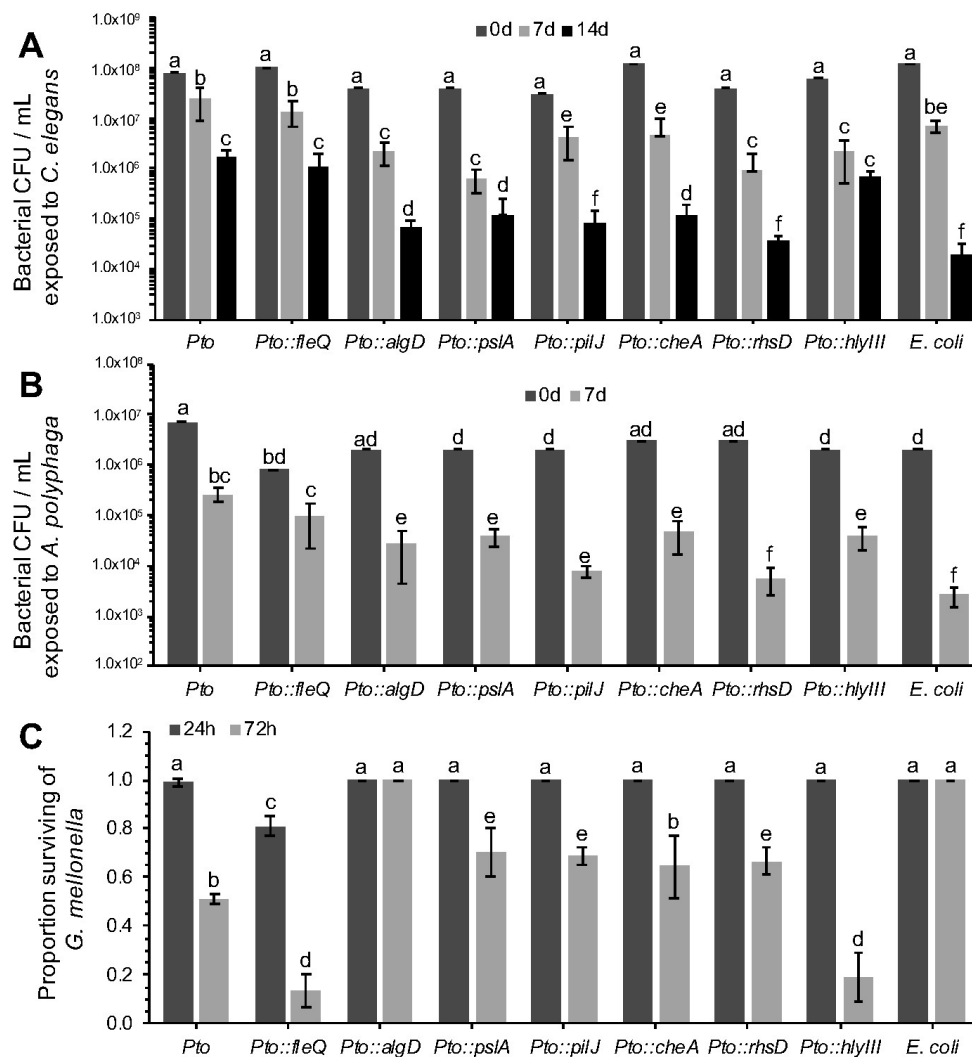 A
Bacterial CFU / mL
exposed to C. elegans
0d 7d 14d
1.0x10⁹
1.0x10⁸
1.0x10⁷
1.0x10⁶
1.0x10⁵
1.0x10⁴
1.0x10³
a b c a b c a c d a c d a e f a e d a c f a c c a be f
Pto Pto::fleQ Pto::algD Pto::pslA Pto::pilJ Pto::cheA Pto::rhsD Pto::hlyIII E. coli
B
Bacterial CFU / mL
exposed to A. polyphaga
0d 7d
1.0x10⁸
1.0x10⁷
1.0x10⁶
1.0x10⁵
1.0x10⁴
1.0x10³
1.0x10²
a bc bd c ad e d e d e ad e ad f d e d f
Pto Pto::fleQ Pto::algD Pto::pslA Pto::pilJ Pto::cheA Pto::rhsD Pto::hlyIII E. coli
C
Proportion surviving of
G. mellonella
24h 72h
1.2
1.0
0.8
0.6
0.4
0.2
0.0
a b c d a a a e a e a b a e a d a a
Pto Pto::fleQ Pto::algD Pto::pslA Pto::pilJ Pto::cheA Pto::rhsD Pto::hlyIII E. coli